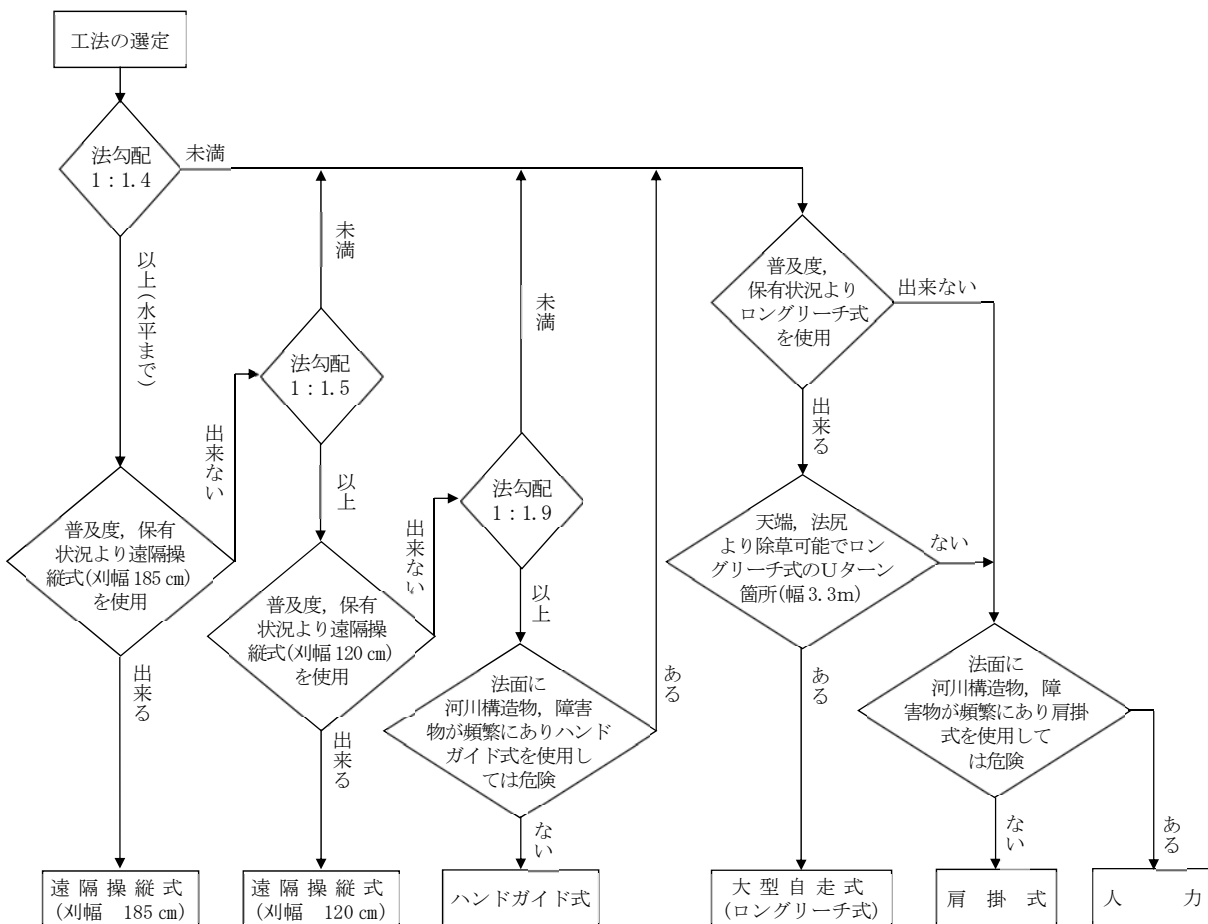 工法の選定
法勾配
1：1.4
未満
以上(水平まで)
普及度，保有
状況より遠隔操
縦式(刈幅 185 cm)
を使用
出来ない
出来る
法勾配
1：1.5
未満
以上
普及度，保有
状況より遠隔操
縦式(刈幅 120 cm)
を使用
出来ない
出来る
法勾配
1：1.9
未満
以上
法面に
河川構造物，障害
物が頻繁にありハンド
ガイド式を使用し
ては危険
ある
ない
普及度，
保有状況より
ロングリーチ式
を使用
出来ない
出来る
天端，法尻
より除草可能でロン
グリーチ式のＵターン
箇所(幅 3.3ｍ)
ない
ある
法面に
河川構造物，障
害物が頻繁にあり肩掛
式を使用して
は危険
ない
ある
遠隔操縦式
(刈幅　185 cm)
遠隔操縦式
(刈幅　120 cm)
ハンドガイド式
大型自走式
(ロングリーチ式)
肩掛式
人力